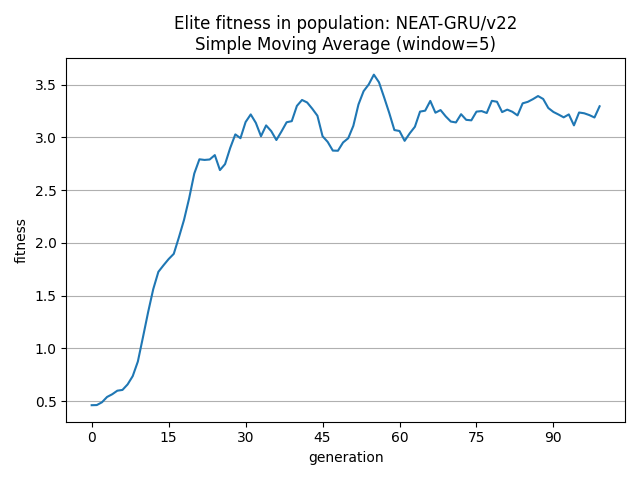 Elite fitness in population: NEAT-GRU/v22
Simple Moving Average (window=5)
3.5
3.0
2.5
2.0
1.5
1.0
0.5
fitness
0 15 30 45 60 75 90
generation